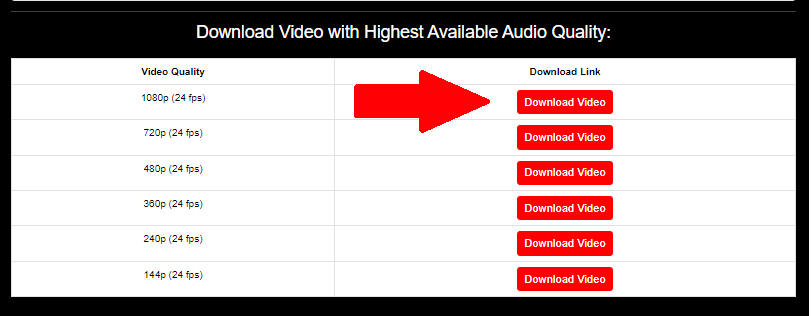 Download Video with Highest Available Audio Quality:
Video Quality Download Link
1080p (24 fps) Download Video
720p (24 fps) Download Video
480p (24 fps) Download Video
360p (24 fps) Download Video
240p (24 fps) Download Video
144p (24 fps) Download Video